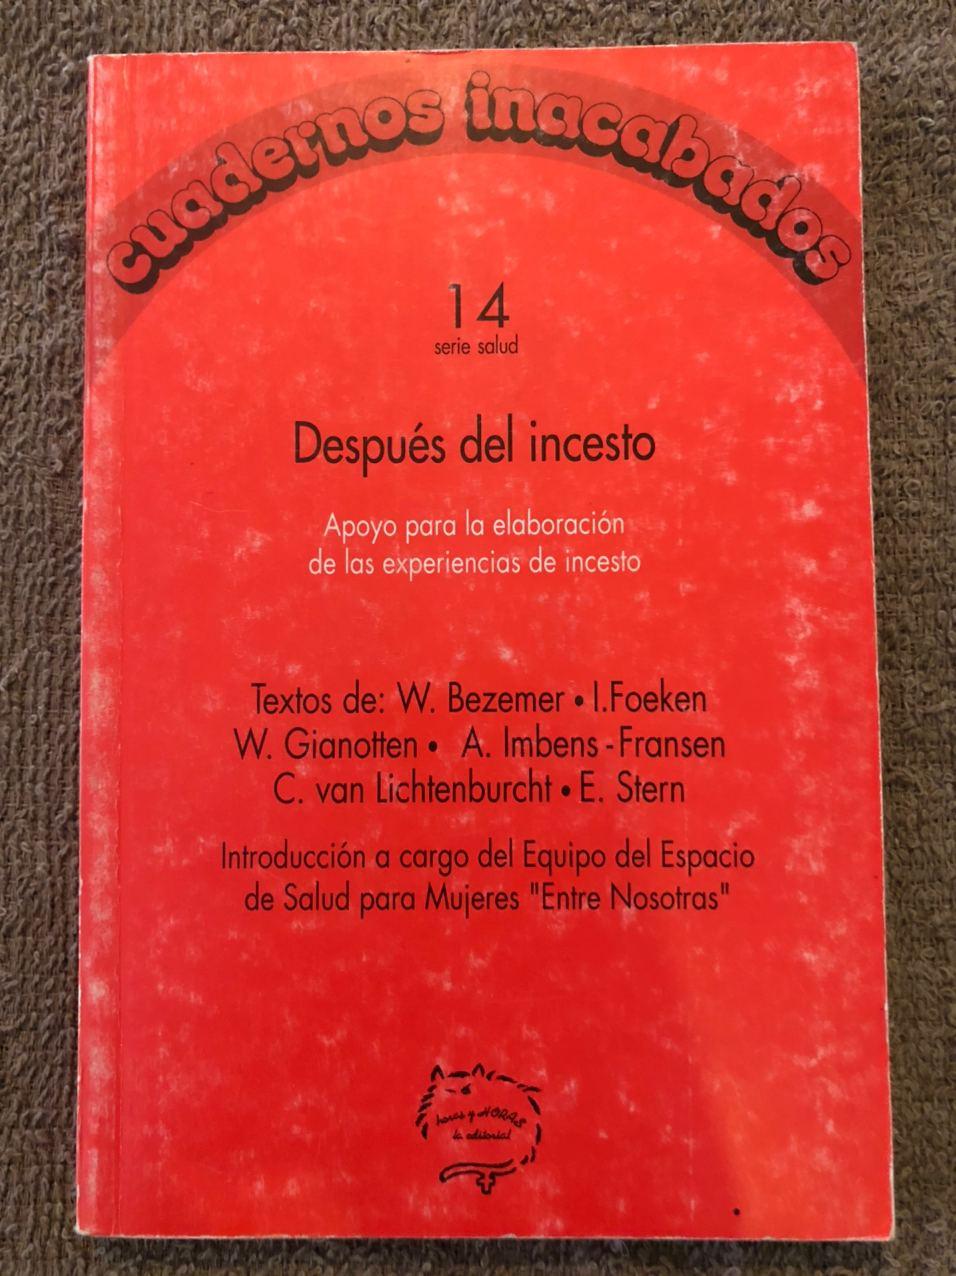 cuadernos inacabados
14
serie salud
Después del incesto
Apoyo para la elaboración
de las experiencias de incesto
Textos de: W. Bezemer • I.Foeken
W. Gianotten • A. Imbens - Fransen
C. van Lichtenburcht • E. Stern
Introducción a cargo del Equipo del Espacio
de Salud para Mujeres "Entre Nosotras"
horas y HORAS
la editorial